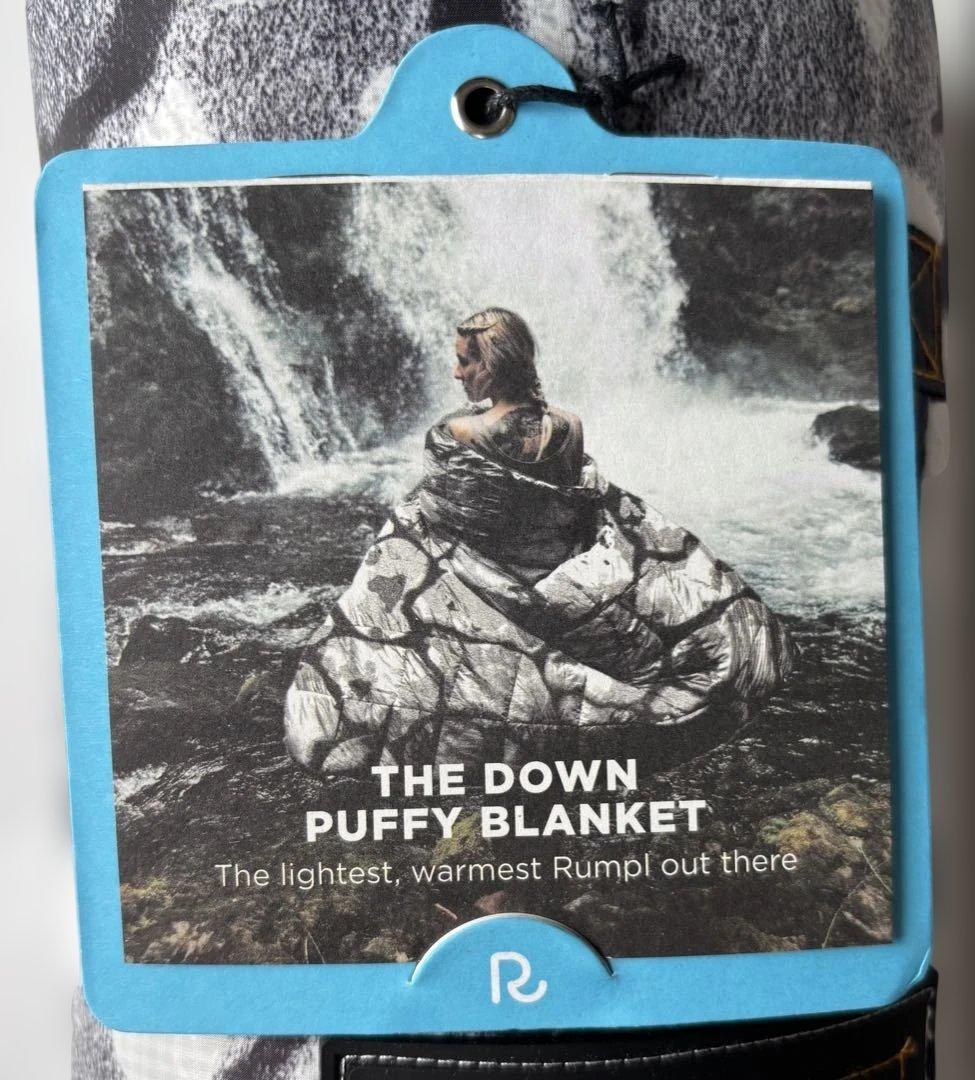 THE DOWN
PUFFY BLANKET
The lightest, warmest Rumpl out there
R